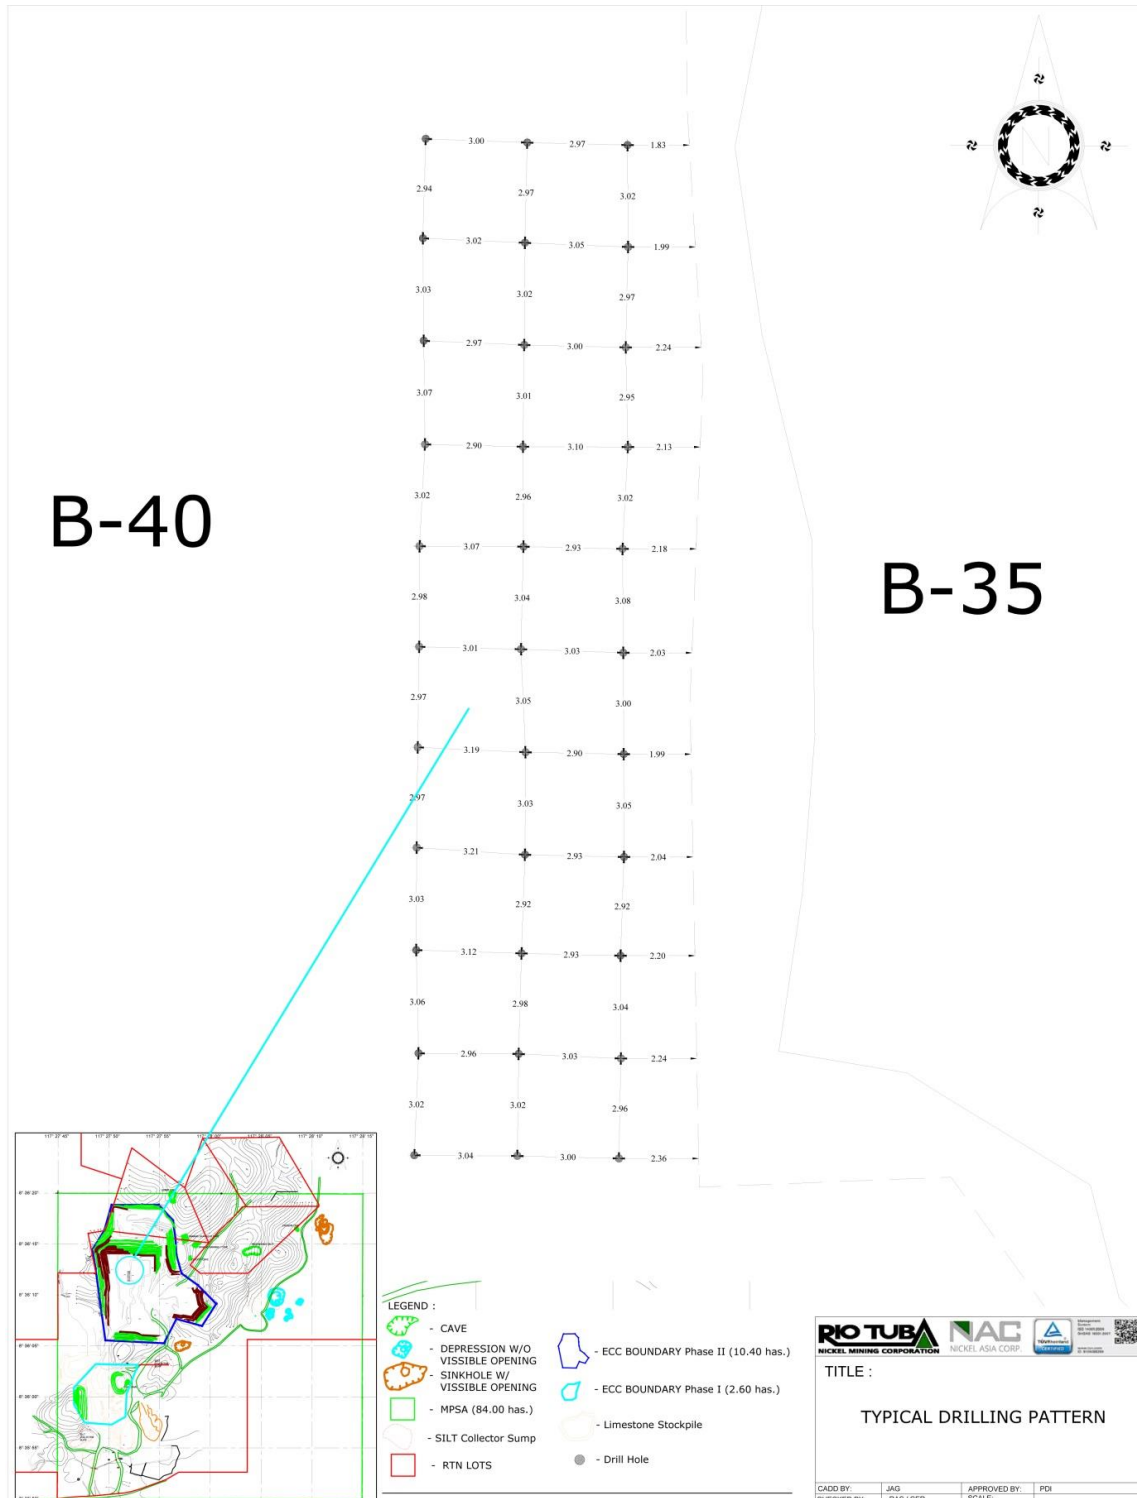 3.00 2.97 1.83
2.94 2.97 3.02
3.02 3.05 1.99
3.03 3.02 2.97
2.97 3.00 2.24
3.07 3.01 2.95
2.90 3.10 2.13
3.02 2.96 3.02
B-40
3.07 2.93 2.18
B-35
2.98 3.04 3.08
3.01 3.03 2.03
2.97 3.05 3.00
3.19 2.90 1.99
2.97 3.03 3.05
3.21 2.93 2.04
3.03 2.92 2.92
3.12 2.93 2.20
3.06 2.98 3.04
2.96 3.03 2.24
3.02 3.02 2.96
3.04 3.00 2.36
LEGEND :
- CAVE
- DEPRESSION W/O
VISSIBLE OPENING
- SINKHOLE W/
VISSIBLE OPENING
- MPSA (84.00 has.)
- SILT Collector Sump
- RTN LOTS
- ECC BOUNDARY Phase II (10.40 has.)
- ECC BOUNDARY Phase I (2.60 has.)
- Limestone Stockpile
- Drill Hole
RIO TUBA
NICKEL MINING CORPORATION
NAC
NICKEL ASIA CORP.
TITLE :
TYPICAL DRILLING PATTERN
CADD BY: JAG APPROVED BY: PDI